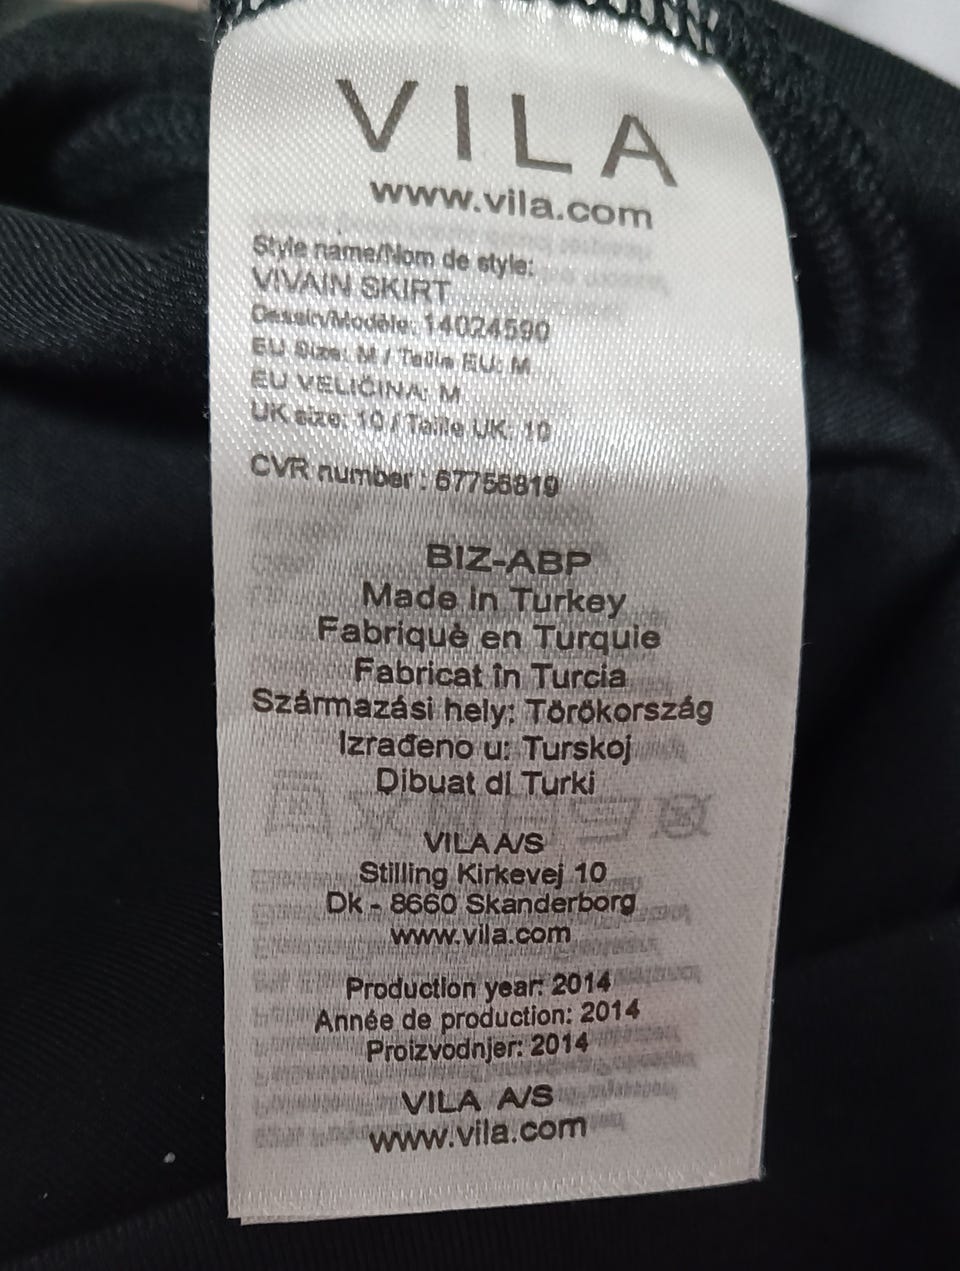 VILA
www.vila.com
Style name/Nom de style:
VIVAIN SKIRT
Dessin/Modèle: 14024590
EU Size: M / Taille EU: M
EU VELIČINA: M
UK size: 10 / Taille UK: 10
CVR number : 67756819
BIZ-ABP
Made in Turkey
Fabriquè en Turquie
Fabricat în Turcia
Származási hely: Törökország
Izrađeno u: Turskoj
Dibuat di Turki
VILA A/S
Stilling Kirkevej 10
Dk - 8660 Skanderborg
www.vila.com
Production year: 2014
Année de production: 2014
Proizvodnjer: 2014
VILA A/S
www.vila.com